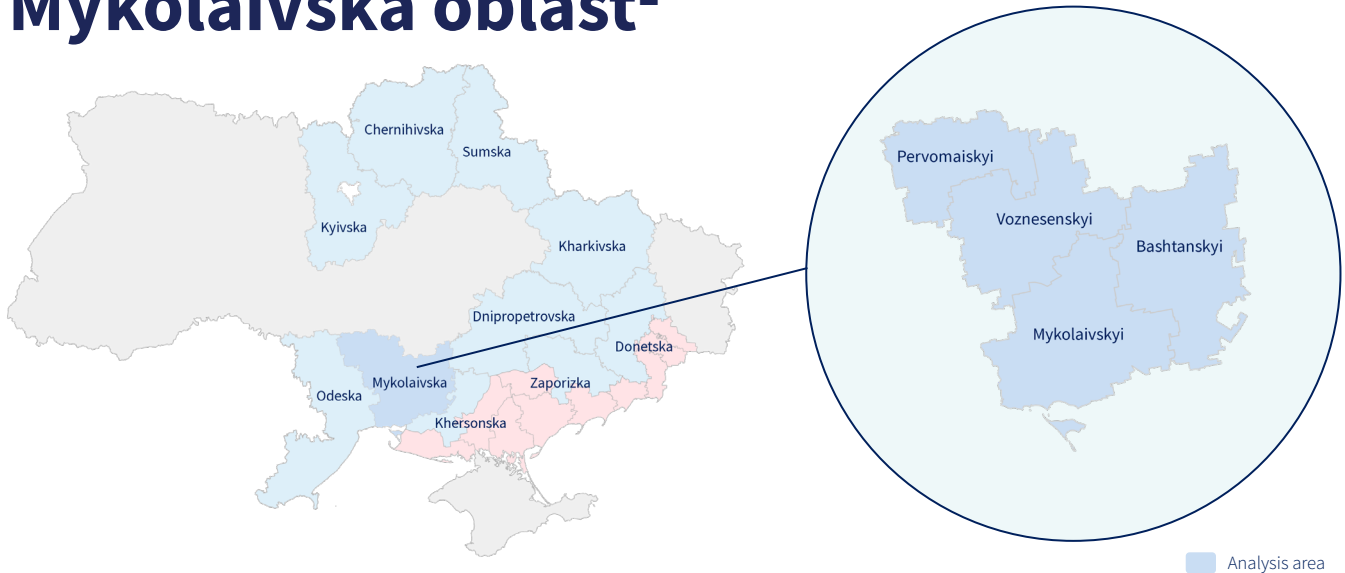 Mykolaivska oblast
Chernihivska
Sumska
Kyivska
Kharkivska
Dnipropetrovska
Donetska
Mykolaivska
Zaporizka
Odeska
Khersonska
Pervomaiskyi
Voznesenskyi
Bashtanskyi
Mykolaivskyi
Analysis area